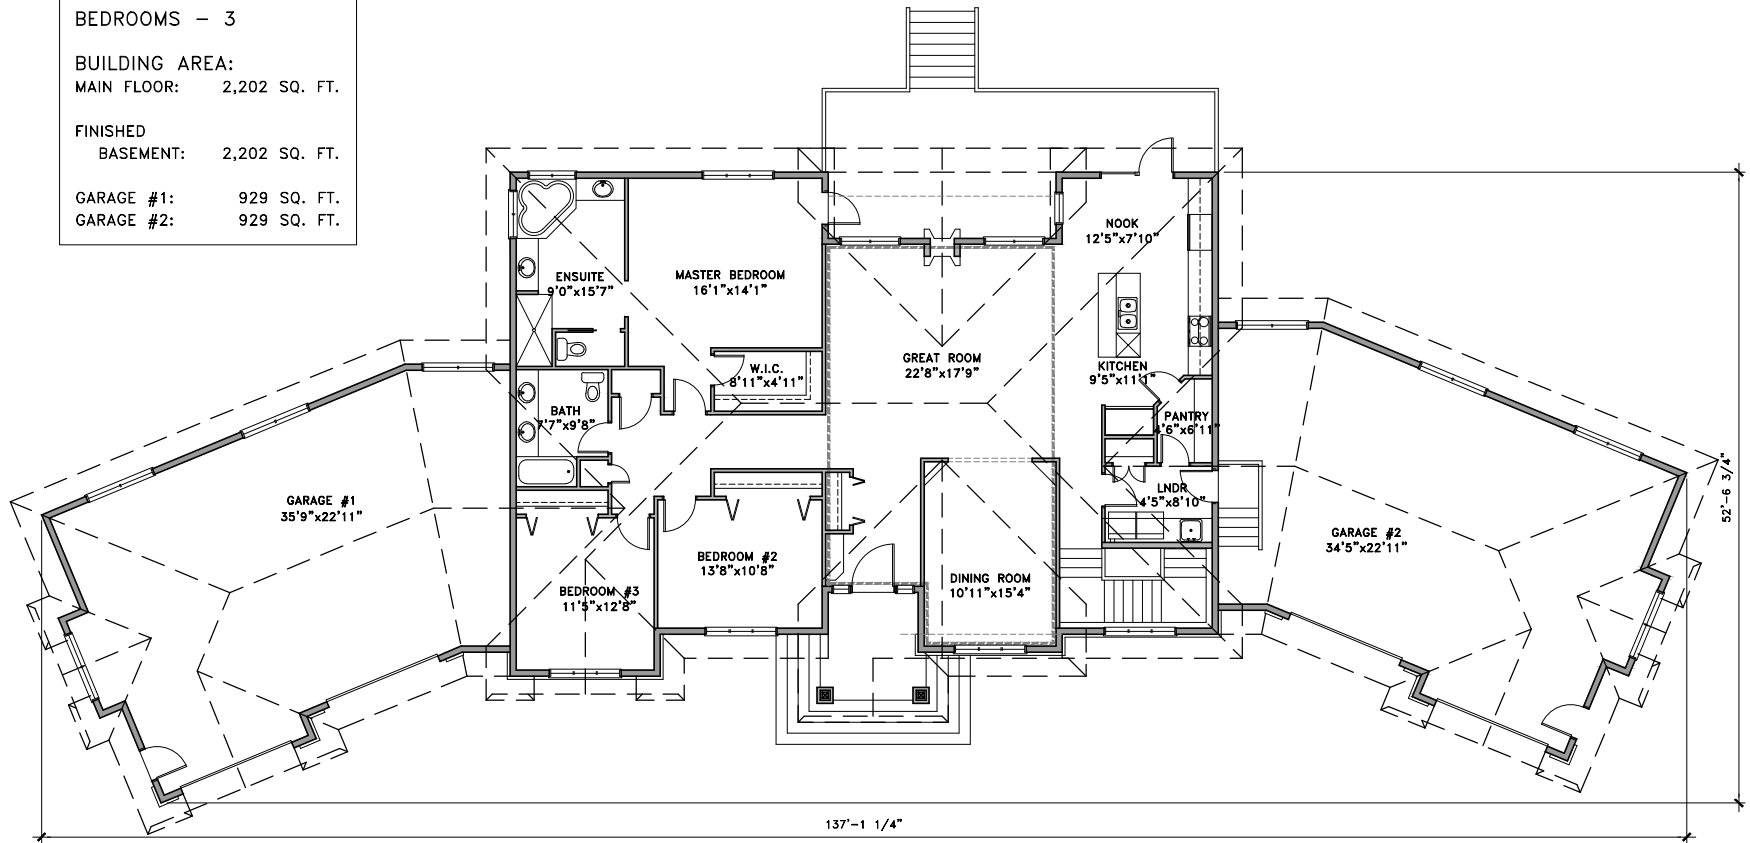 BEDROOMS - 3
BUILDING AREA:
MAIN FLOOR: 2,202 SQ. FT.
FINISHED
BASEMENT: 2,202 SQ. FT.
GARAGE #1: 929 SQ. FT.
GARAGE #2: 929 SQ. FT.
NOOK
12'5"x7'10"
ENSUITE
9'0"x15'7"
MASTER BEDROOM
16'1"x14'1"
W.I.C.
8'11"x4'11"
GREAT ROOM
22'8"x17'9"
KITCHEN
9'5"x11'1"
BATH
7'7"x9'8"
PANTRY
4'6"x6'11"
LNDR
4'5"x8'10"
GARAGE #1
35'9"x22'11"
GARAGE #2
34'5"x22'11"
BEDROOM #2
13'8"x10'8"
BEDROOM #3
11'5"x12'8"
DINING ROOM
10'11"x15'4"
52'-6 3/4"
137'-1 1/4"